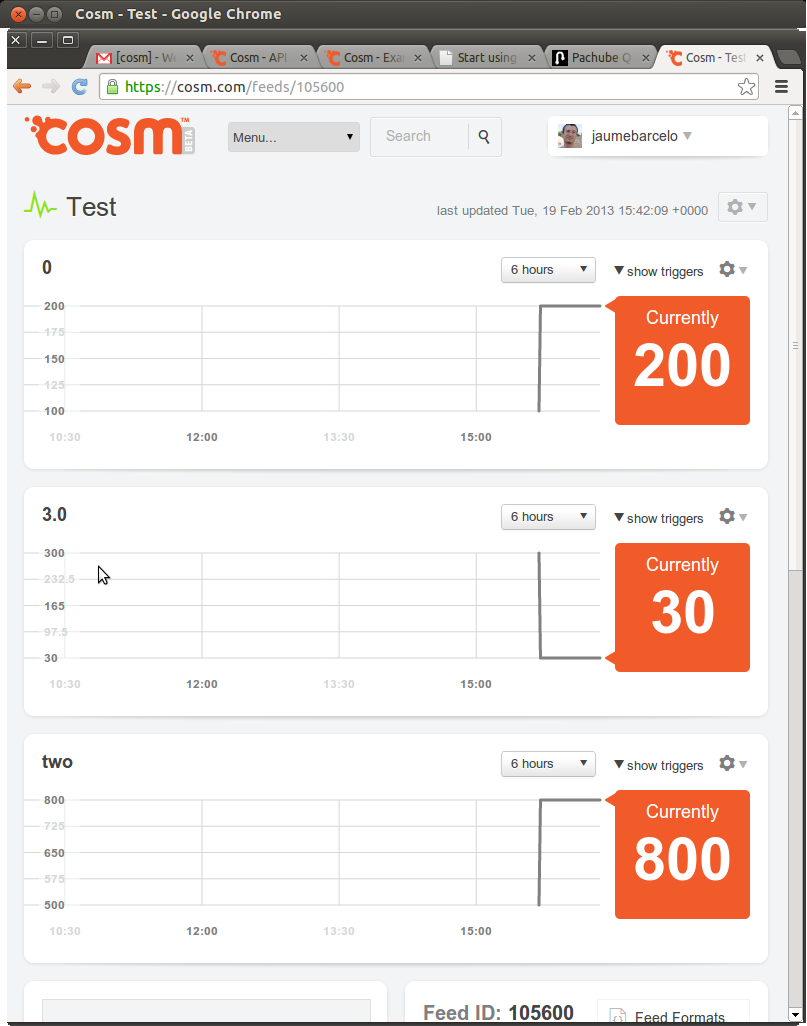 Cosm - Test - Google Chrome
[cosm] - We
Cosm - API
Cosm - Exa
Start using
Pachube Q
Cosm - Test
https://cosm.com/feeds/105600
cosm™ BETA
Menu...
Search
jaumebarcelo
Test
last updated Tue, 19 Feb 2013 15:42:09 +0000
0
6 hours
show triggers
200
175
150
125
100
10:30 12:00 13:30 15:00
Currently
200
3.0
6 hours
show triggers
300
232.5
165
97.5
30
10:30 12:00 13:30 15:00
Currently
30
two
6 hours
show triggers
800
725
650
575
500
10:30 12:00 13:30 15:00
Currently
800
Feed ID: 105600
Feed Formats